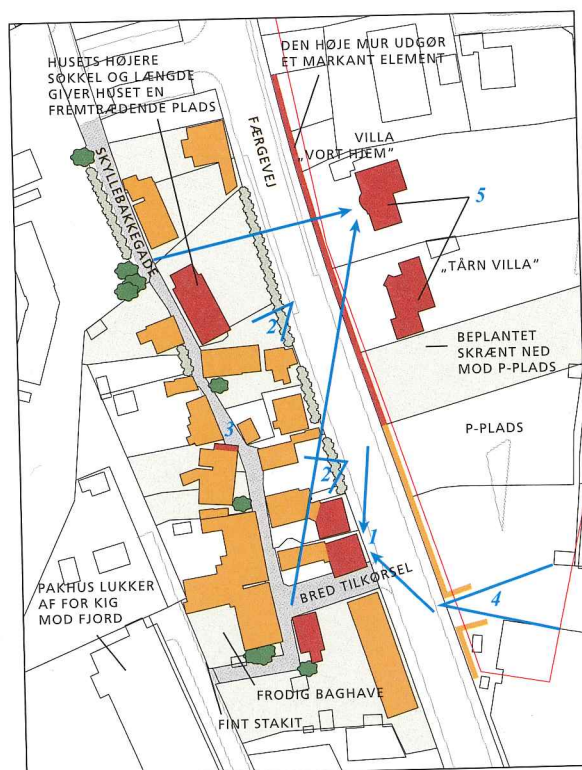 HUSETS HØJERE
SOKKEL OG LÆNGDE
GIVER HUSET EN
FREMTRÆDENDE PLADS
DEN HØJE MUR UDGØR
ET MARKANT ELEMENT
VILLA
„VORT HJEM"
FÆRGEVEJ
SKYLLEBAKKEGADE
5
„TÅRN VILLA"
2
BEPLANTET
SKRÆNT NED
MOD P-PLADS
3
P-PLADS
2
1
PAKHUS LUKKER
AF FOR KIG
MOD FJORD
BRED TILKØRSEL
4
FRODIG BAGHAVE
FINT STAKIT